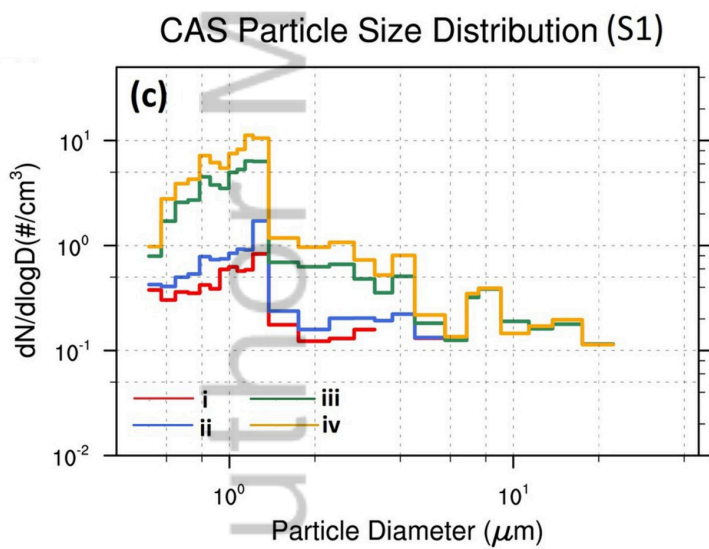 CAS Particle Size Distribution (S1)
(c)
dN/dlogD(#/cm³)
10¹
10⁰
10⁻¹
10⁻²
i
iii
ii
iv
10⁰
10¹
Particle Diameter (μm)
uthor M